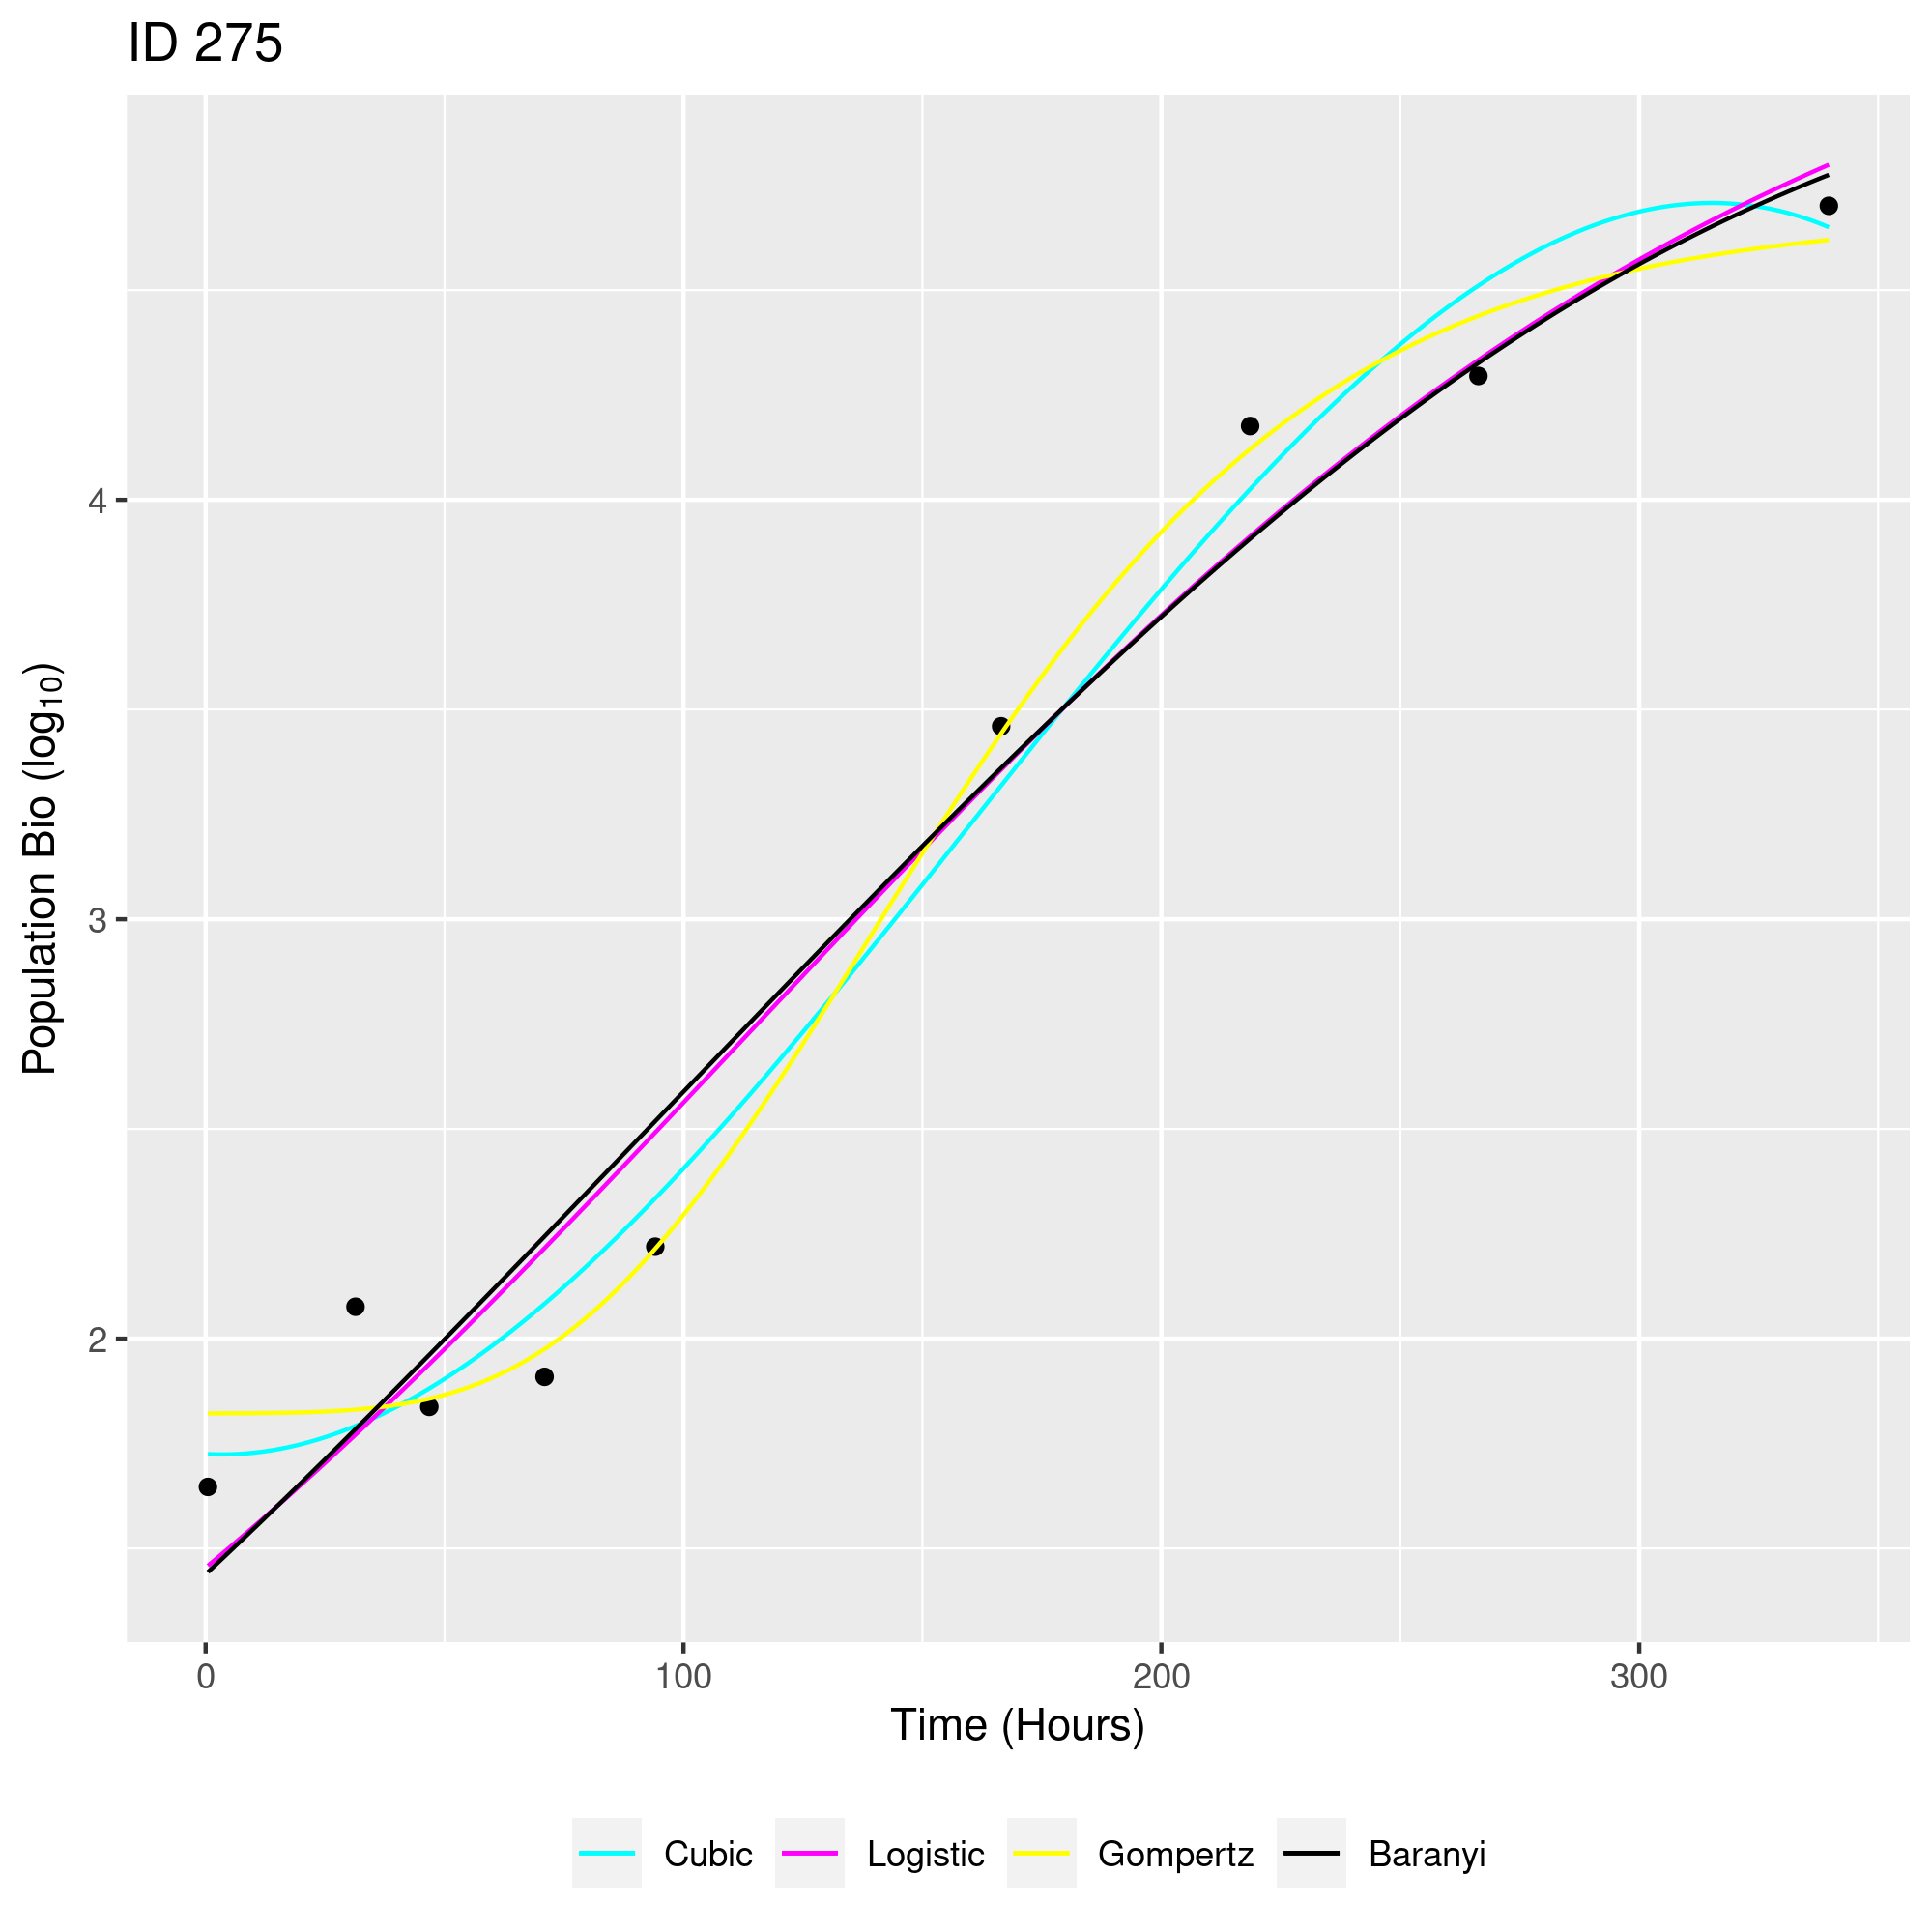 ID 275
Population Bio (log₁₀)
4
3
2
0 100 200 300
Time (Hours)
Cubic Logistic Gompertz Baranyi